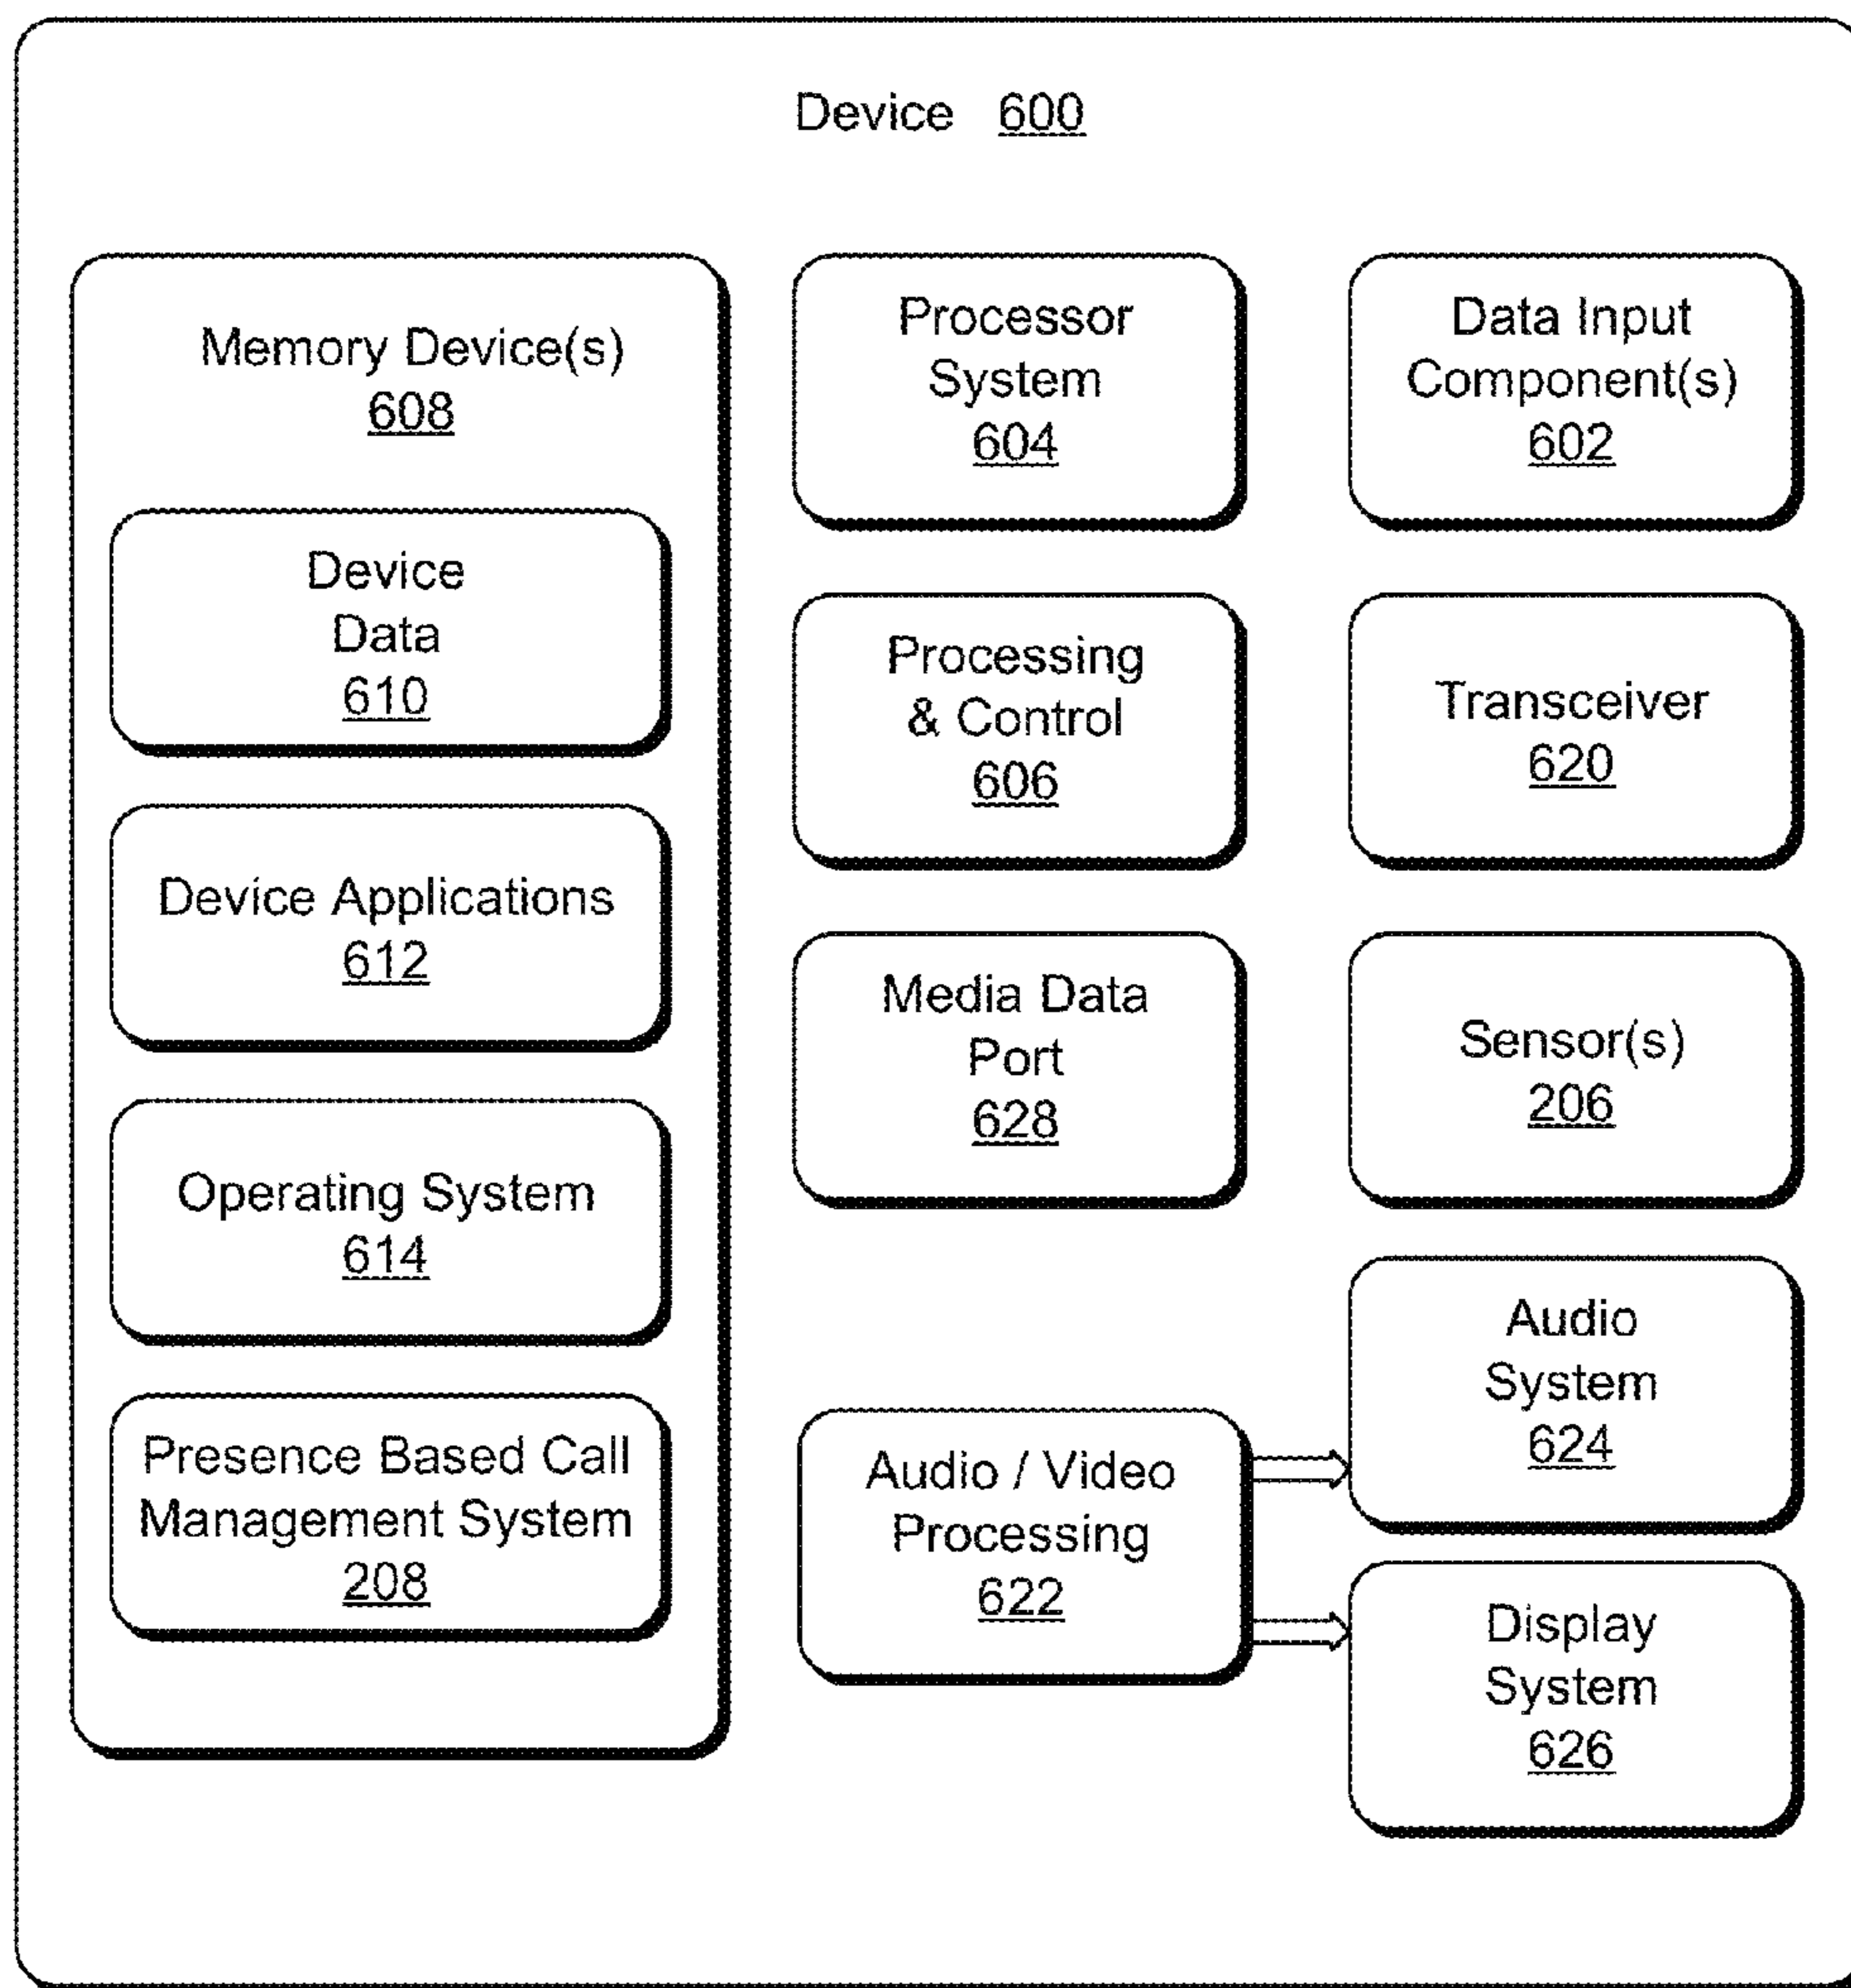 Device 600
Memory Device(s)
608
Device
Data
610
Device Applications
612
Operating System
614
Presence Based Call
Management System
208
Processor
System
604
Processing
& Control
606
Media Data
Port
628
Audio / Video
Processing
622
Data Input
Component(s)
602
Transceiver
620
Sensor(s)
206
Audio
System
624
Display
System
626